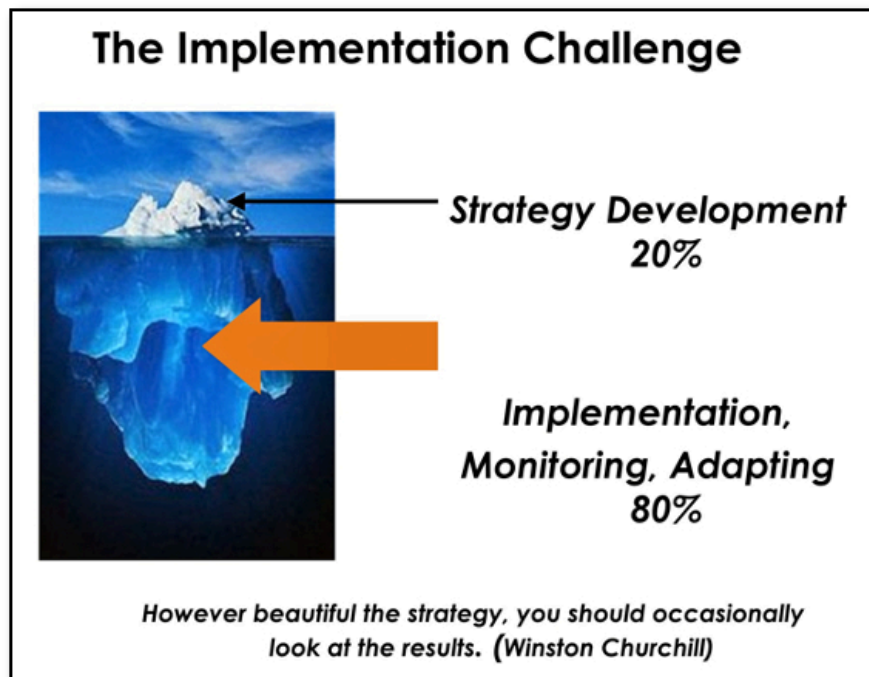 The Implementation Challenge
Strategy Development
20%
Implementation,
Monitoring, Adapting
80%
However beautiful the strategy, you should occasionally
look at the results. (Winston Churchill)